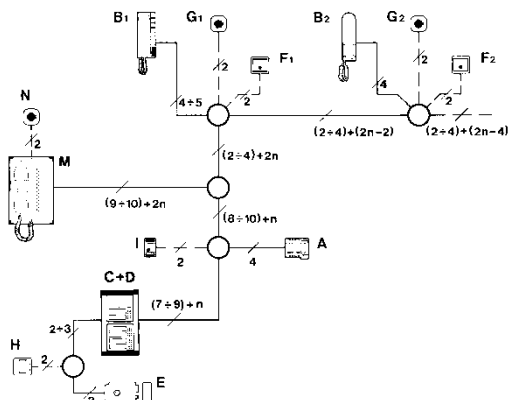 B1
G1
B2
G2
F1
F2
2
2
2
2
4÷5
4
N
2
M
(2÷4)+(2n-2)
(2÷4)+(2n-4)
(2÷4)+2n
(9÷10)+2n
(8÷10)+n
I
2
4
A
C+D
(7÷9)+n
2÷3
H
2
E